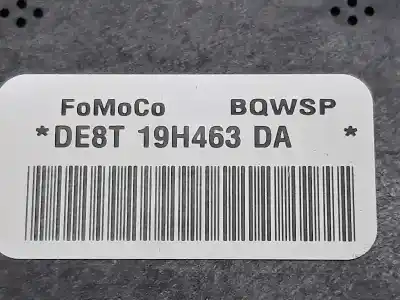 FoMoCo BQWSP
*DE8T 19H463 DA *